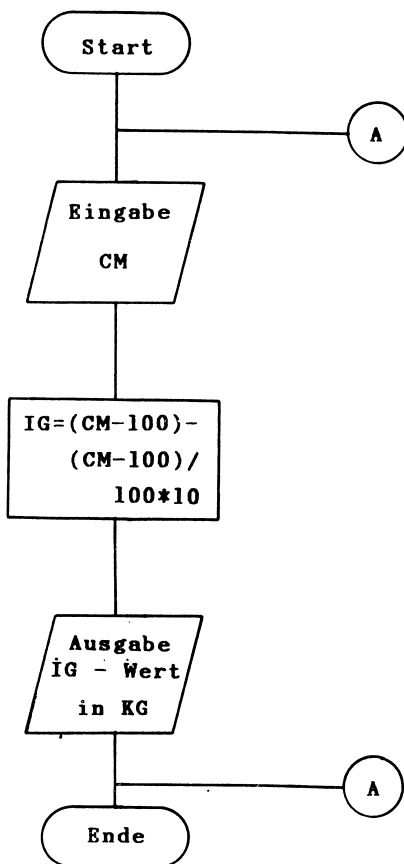 Start
A
Eingabe
CM
IG=(CM-100)-
(CM-100)/
100*10
Ausgabe
IG - Wert
in KG
A
Ende